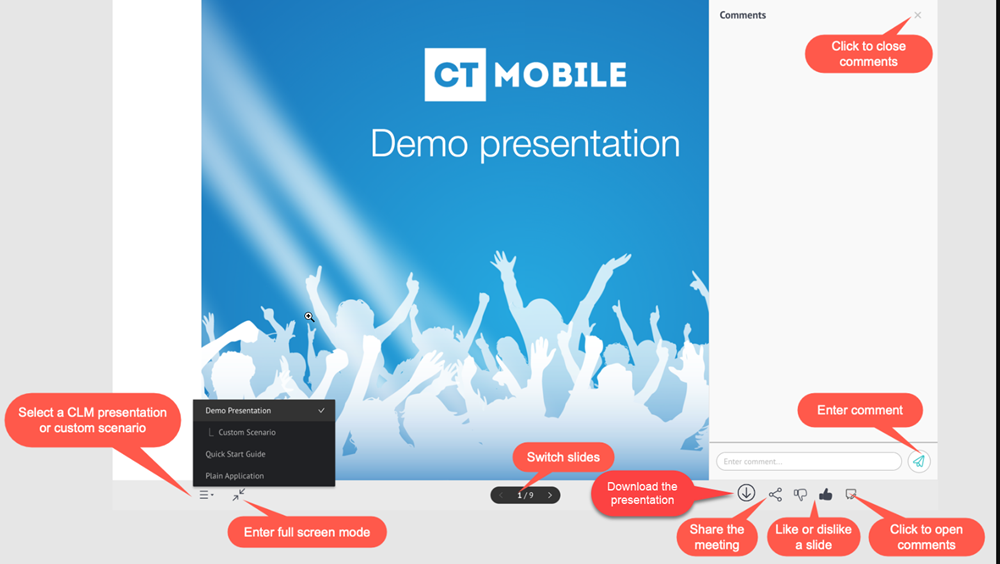 Comments
Click to close
comments
CT MOBILE
Demo presentation
Select a CLM presentation
or custom scenario
Demo Presentation
Custom Scenario
Quick Start Guide
Plain Application
Enter comment
Enter comment...
Switch slides
1 / 9
Download the
presentation
Enter full screen mode
Share the
meeting
Like or dislike
a slide
Click to open
comments